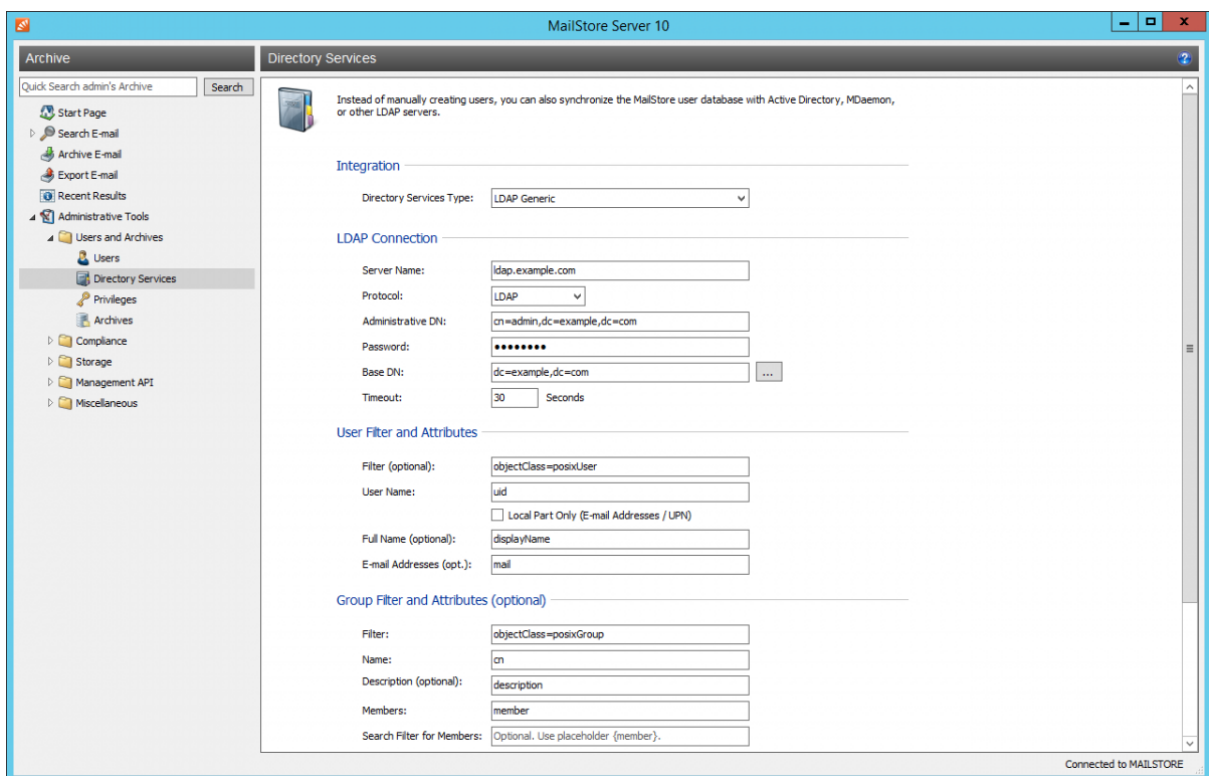 MailStore Server 10
Archive
Quick Search admin's Archive
Search
Start Page
Search E-mail
Archive E-mail
Export E-mail
Recent Results
Administrative Tools
Users and Archives
Users
Directory Services
Privileges
Archives
Compliance
Storage
Management API
Miscellaneous
Directory Services
?
Instead of manually creating users, you can also synchronize the MailStore user database with Active Directory, MDaemon,
or other LDAP servers.
Integration
Directory Services Type: LDAP Generic
LDAP Connection
Server Name: ldap.example.com
Protocol: LDAP
Administrative DN: cn=admin,dc=example,dc=com
Password: ●●●●●●●●
Base DN: dc=example,dc=com ...
Timeout: 30 Seconds
User Filter and Attributes
Filter (optional): objectClass=posixUser
User Name: uid
Local Part Only (E-mail Addresses / UPN)
Full Name (optional): displayName
E-mail Addresses (opt.): mail
Group Filter and Attributes (optional)
Filter: objectClass=posixGroup
Name: cn
Description (optional): description
Members: member
Search Filter for Members: Optional. Use placeholder {member}.
Connected to MAILSTORE